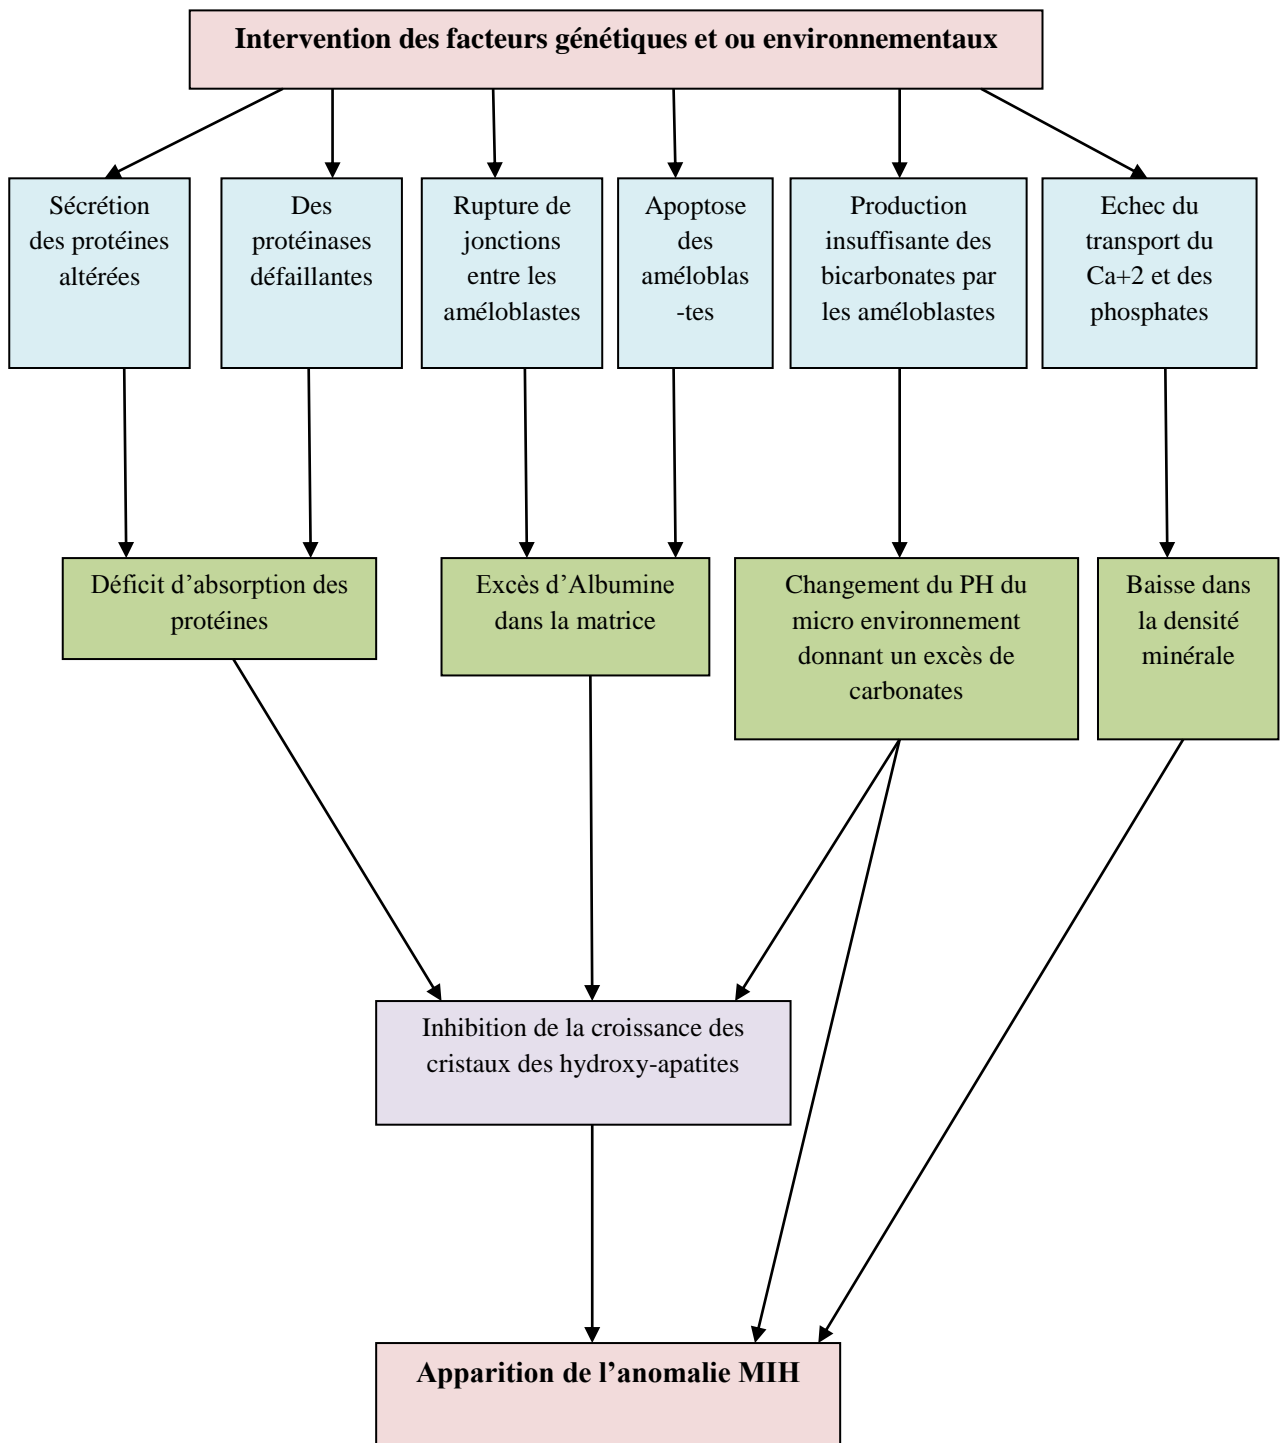 Intervention des facteurs génétiques et ou environnementaux
Sécrétion
des protéines
altérées
Des
protéinases
défaillantes
Rupture de
jonctions
entre les
améloblastes
Apoptose
des
améloblas
-tes
Production
insuffisante des
bicarbonates par
les améloblastes
Echec du
transport du
Ca+2 et des
phosphates
Déficit d’absorption des
protéines
Excès d’Albumine
dans la matrice
Changement du PH du
micro environnement
donnant un excès de
carbonates
Baisse dans
la densité
minérale
Inhibition de la croissance des
cristaux des hydroxy-apatites
Apparition de l’anomalie MIH